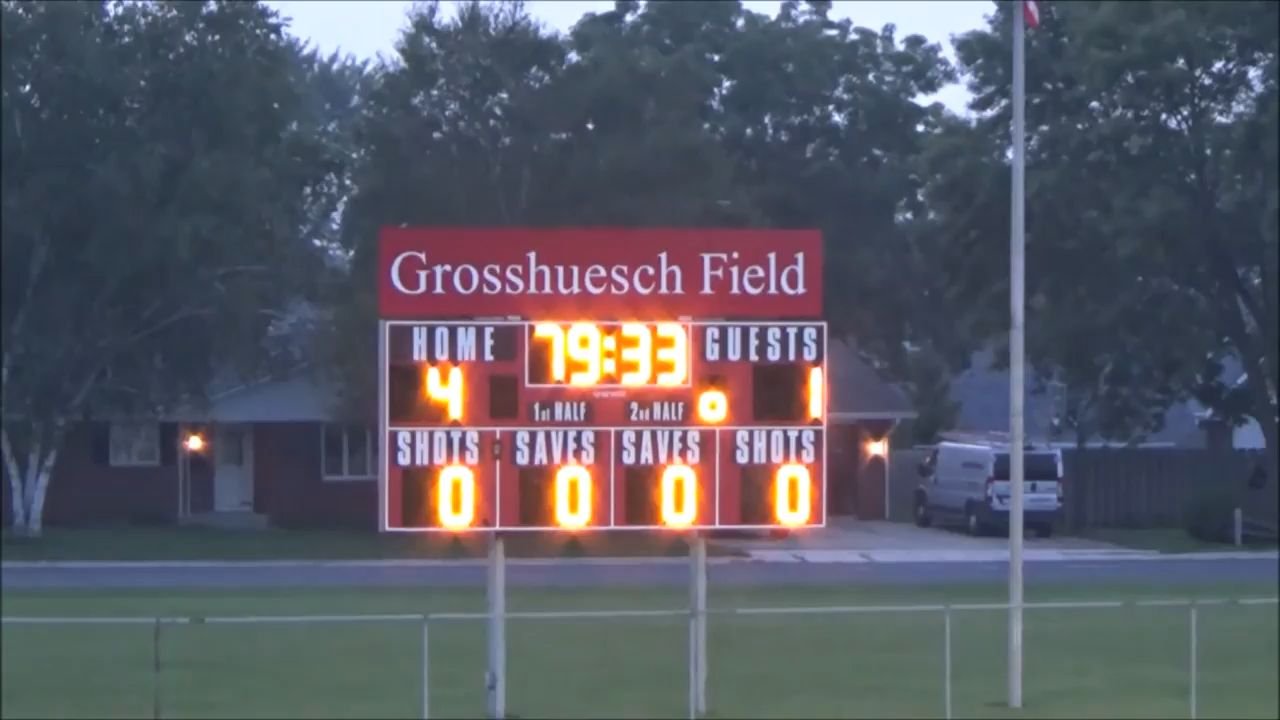 Grosshuesch Field
HOME 79:33 GUESTS
4 1
1st HALF 2nd HALF
SHOTS SAVES SAVES SHOTS
0 0 0 0